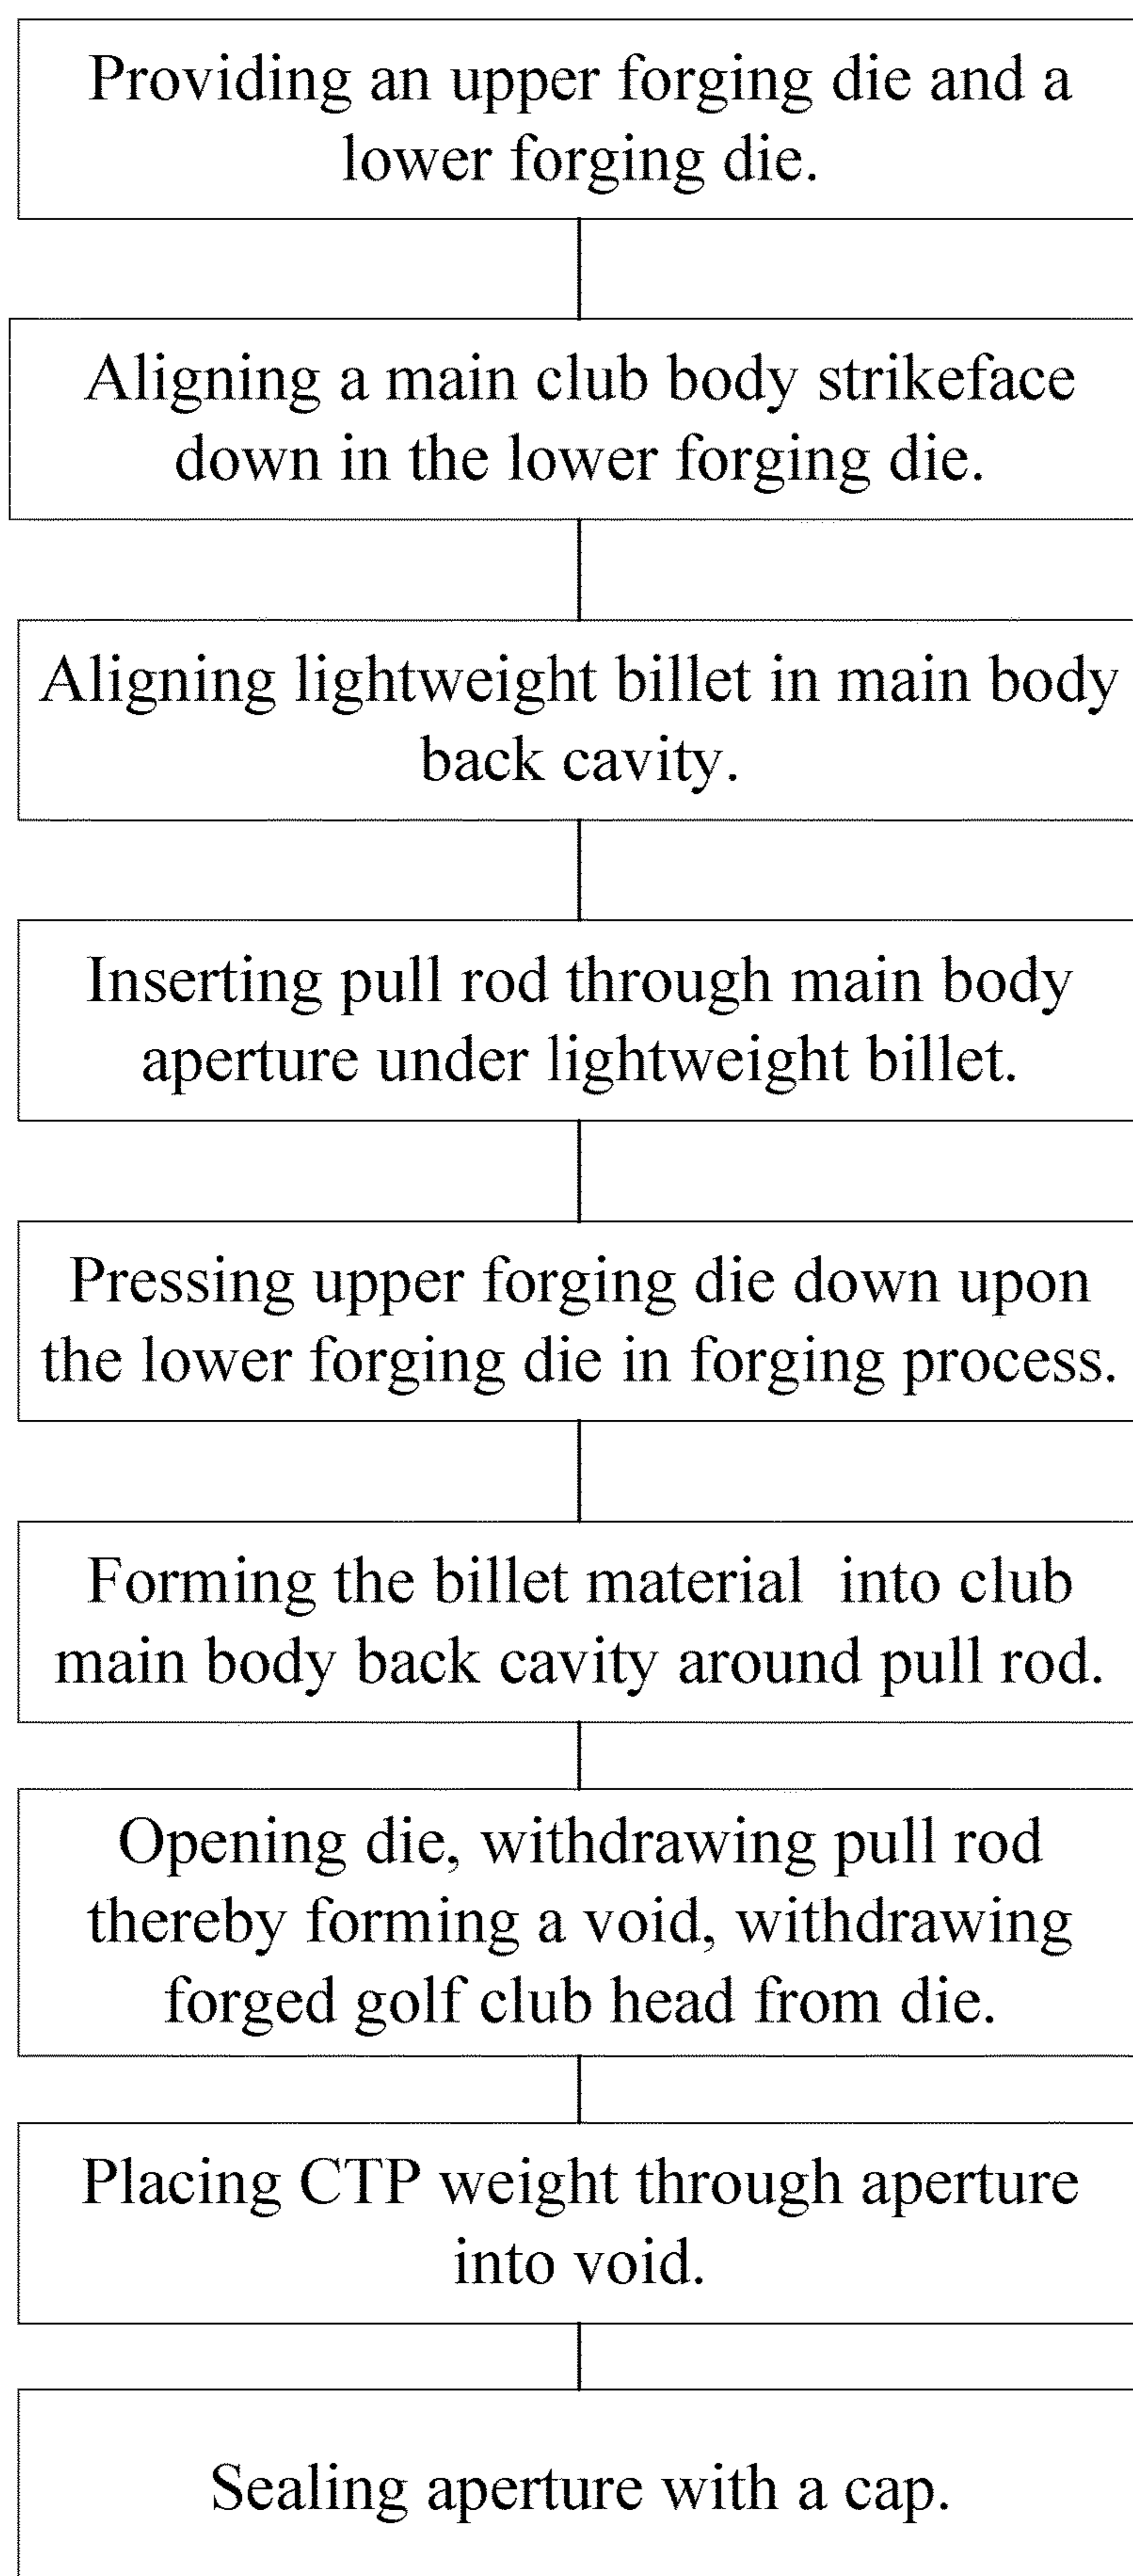 Providing an upper forging die and a
lower forging die.
Aligning a main club body strikeface
down in the lower forging die.
Aligning lightweight billet in main body
back cavity.
Inserting pull rod through main body
aperture under lightweight billet.
Pressing upper forging die down upon
the lower forging die in forging process.
Forming the billet material  into club
main body back cavity around pull rod.
Opening die, withdrawing pull rod
thereby forming a void, withdrawing
forged golf club head from die.
Placing CTP weight through aperture
into void.
Sealing aperture with a cap.